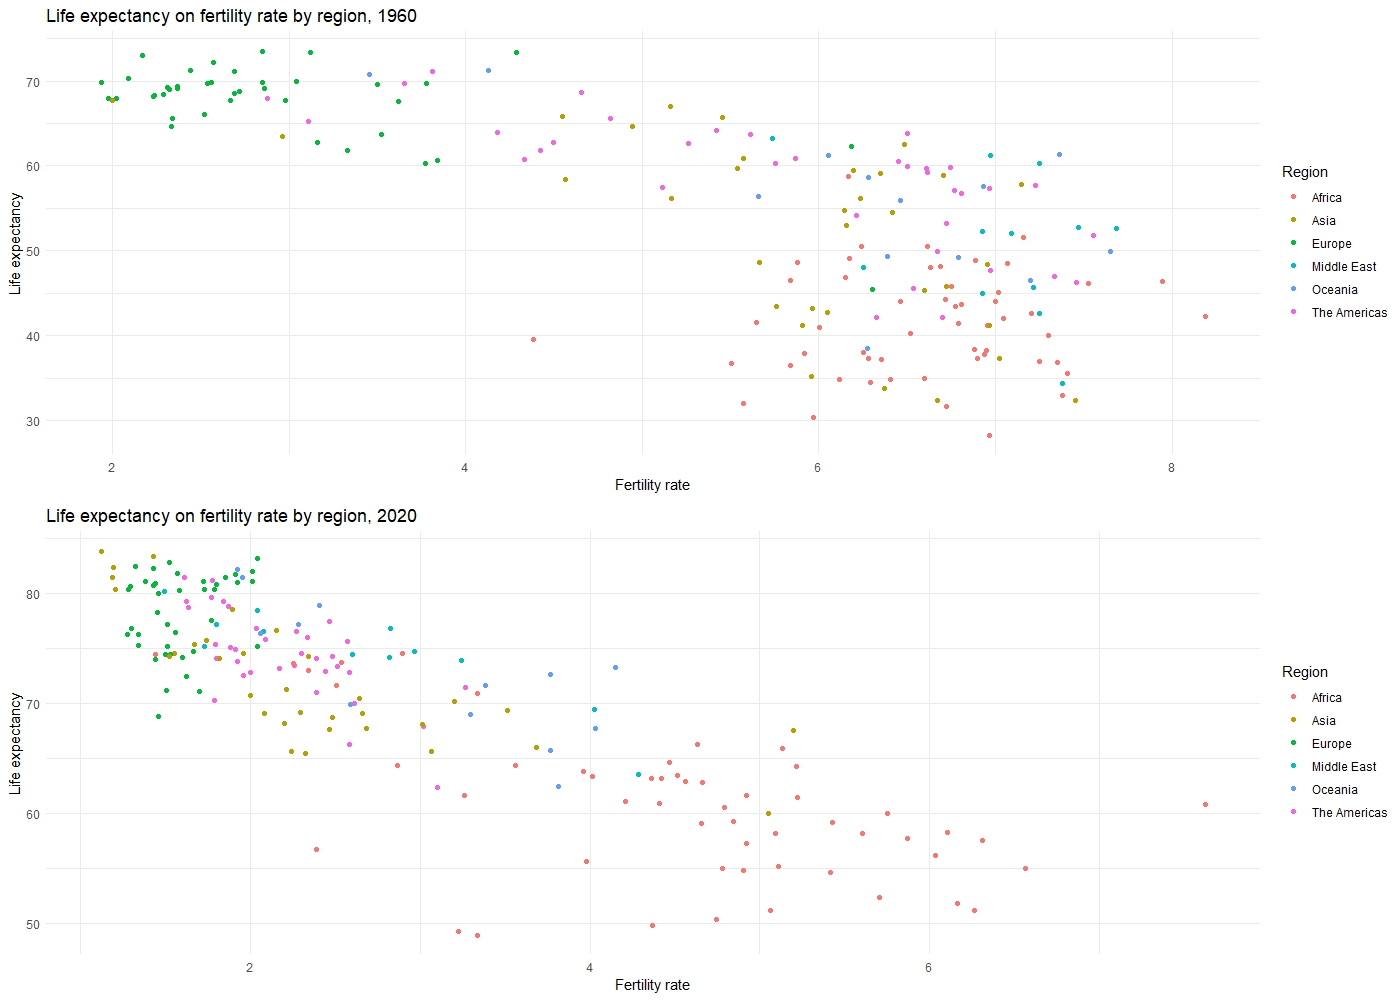 Life expectancy on fertility rate by region, 1960
Life expectancy
70
60
50
40
30
2
4
6
8
Fertility rate
Region
Africa
Asia
Europe
Middle East
Oceania
The Americas
Life expectancy on fertility rate by region, 2020
Life expectancy
80
70
60
50
2
4
6
Fertility rate
Region
Africa
Asia
Europe
Middle East
Oceania
The Americas